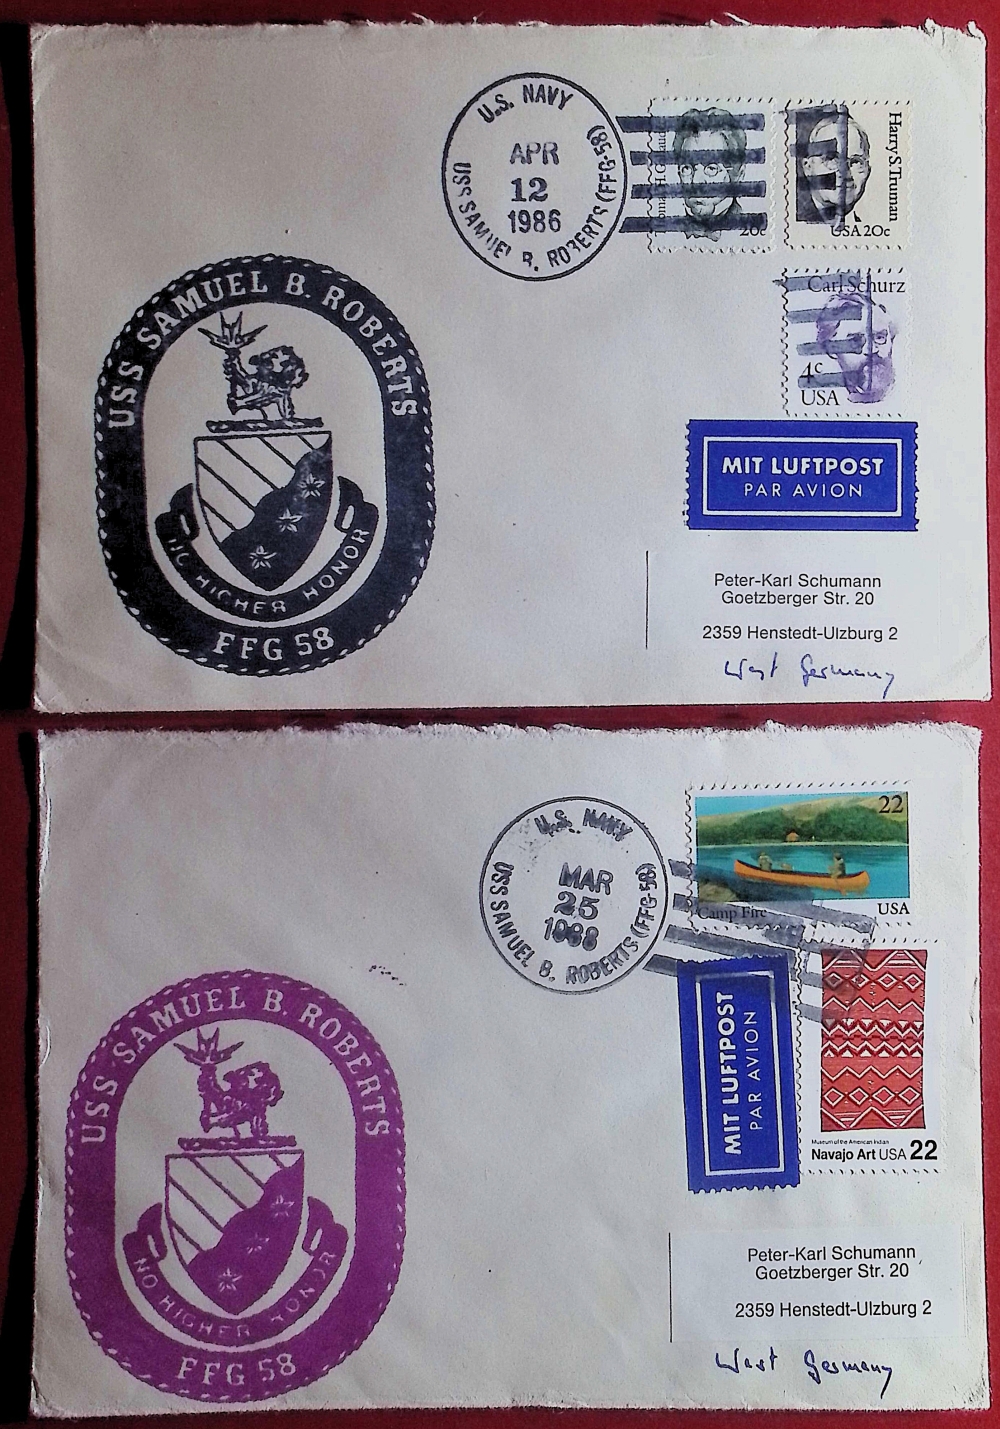 U.S. NAVY
APR
12
1986
USS SAMUEL B. ROBERTS (FFG-58)
20c
Harry S. Truman
USA 20c
Carl Schurz
4c
USA
MIT LUFTPOST
PAR AVION
USS SAMUEL B. ROBERTS
NO HIGHER HONOR
FFG 58
Peter-Karl Schumann
Goetzberger Str. 20
2359 Henstedt-Ulzburg 2
West Germany
U.S. NAVY
MAR
25
1988
USS SAMUEL B. ROBERTS (FFG-58)
22
Camp Fire
USA
MIT LUFTPOST
PAR AVION
Museum of the American Indian
Navajo Art USA 22
USS SAMUEL B. ROBERTS
NO HIGHER HONOR
FFG 58
Peter-Karl Schumann
Goetzberger Str. 20
2359 Henstedt-Ulzburg 2
West Germany